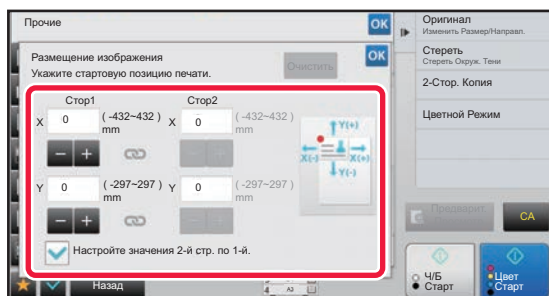 Прочие
OK
Размещение изображения
Укажите стартовую позицию печати.
Очистить
OK
Стор1
Стор2
X 0 (-432~432) mm
X 0 (-432~432) mm
Y(+)
X(-) X(+)
Y(-)
- +
- +
Y 0 (-297~297) mm
Y 0 (-297~297) mm
- +
- +
Настройте значения 2-й стр. по 1-й.
Назад
A3
Оригинал
Изменить Размер/Направл.
Стереть
Стереть Окруж. Тени
2-Стор. Копия
Цветной Режим
Предварит.
CA
Ч/Б
Старт
Цвет
Старт